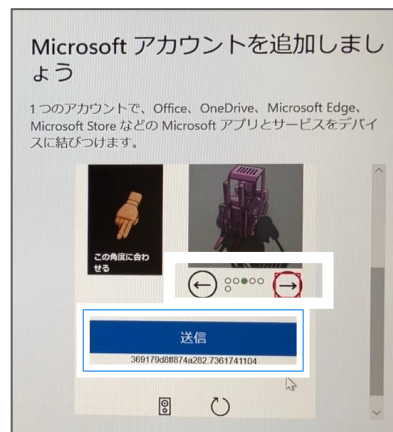 Microsoft アカウントを追加しまし
ょう
1 つのアカウントで、Office、OneDrive、Microsoft Edge、
Microsoft Store などの Microsoft アプリとサービスをデバイ
スに結びつけます。
この角度に合わ
せる
送信
369179d8ff874a282.7361741104